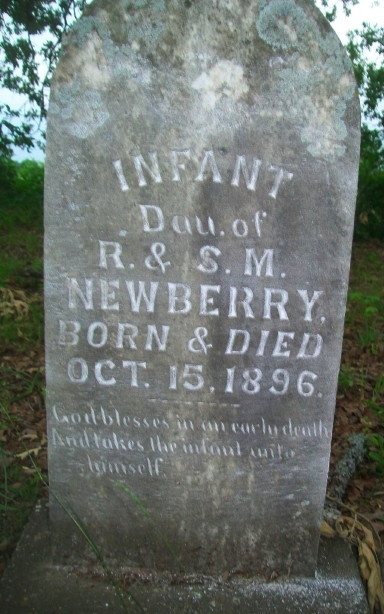 INFANT
Dau. of
R. & S. M.
NEWBERRY.
BORN & DIED
OCT. 15, 1896.
God blesses in an early death
And takes the infant unto
himself.